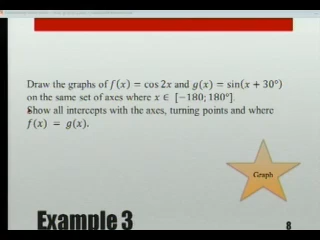 Draw the graphs of f(x) = cos 2x and g(x) = sin(x + 30°)
on the same set of axes where x ∈ [−180; 180°].
Show all intercepts with the axes, turning points and where
f(x) = g(x).
Graph
Example 3
8